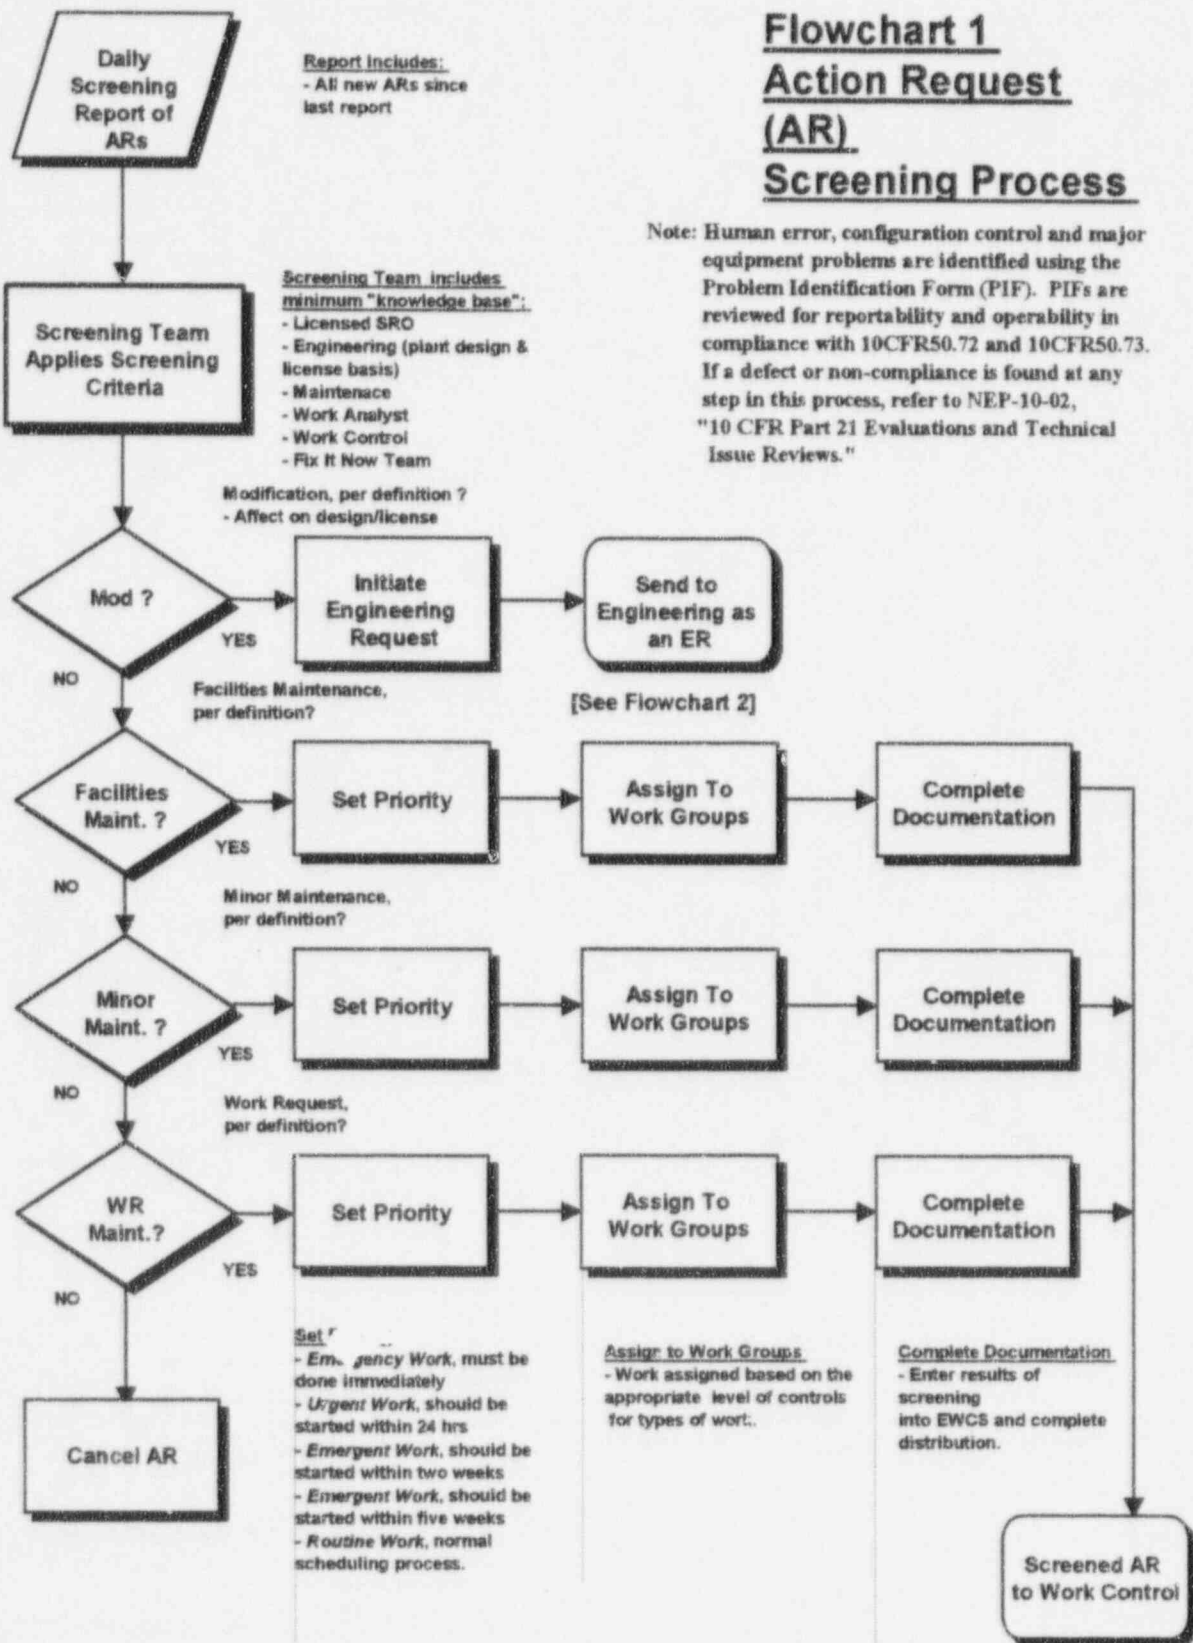 Flowchart 1
Action Request
(AR)
Screening Process
Note: Human error, configuration control and major
equipment problems are identified using the
Problem Identification Form (PIF). PIFs are
reviewed for reportability and operability in
compliance with 10CFR50.72 and 10CFR50.73.
If a defect or non-compliance is found at any
step in this process, refer to NEP-10-02,
"10 CFR Part 21 Evaluations and Technical
Issue Reviews."
Daily
Screening
Report of
ARs
Report includes:
- All new ARs since
last report
Screening Team
Applies Screening
Criteria
Screening Team includes
minimum "knowledge base":
- Licensed SRO
- Engineering (plant design &
license basis)
- Maintenace
- Work Analyst
- Work Control
- Fix It Now Team
Modification, per definition ?
- Affect on design/license
Mod ?
YES
NO
Initiate
Engineering
Request
Send to
Engineering as
an ER
[See Flowchart 2]
Facilities Maintenance,
per definition?
Facilities
Maint. ?
YES
NO
Set Priority
Assign To
Work Groups
Complete
Documentation
Minor Maintenance,
per definition?
Minor
Maint. ?
YES
NO
Set Priority
Assign To
Work Groups
Complete
Documentation
Work Request,
per definition?
WR
Maint.?
YES
NO
Set Priority
Assign To
Work Groups
Complete
Documentation
Cancel AR
Set
- Emergency Work, must be
done immediately
- Urgent Work, should be
started within 24 hrs
- Emergent Work, should be
started within two weeks
- Emergent Work, should be
started within five weeks
- Routine Work, normal
scheduling process.
Assign to Work Groups
- Work assigned based on the
appropriate level of controls
for types of work.
Complete Documentation
- Enter results of
screening
into EWCS and complete
distribution.
Screened AR
to Work Control